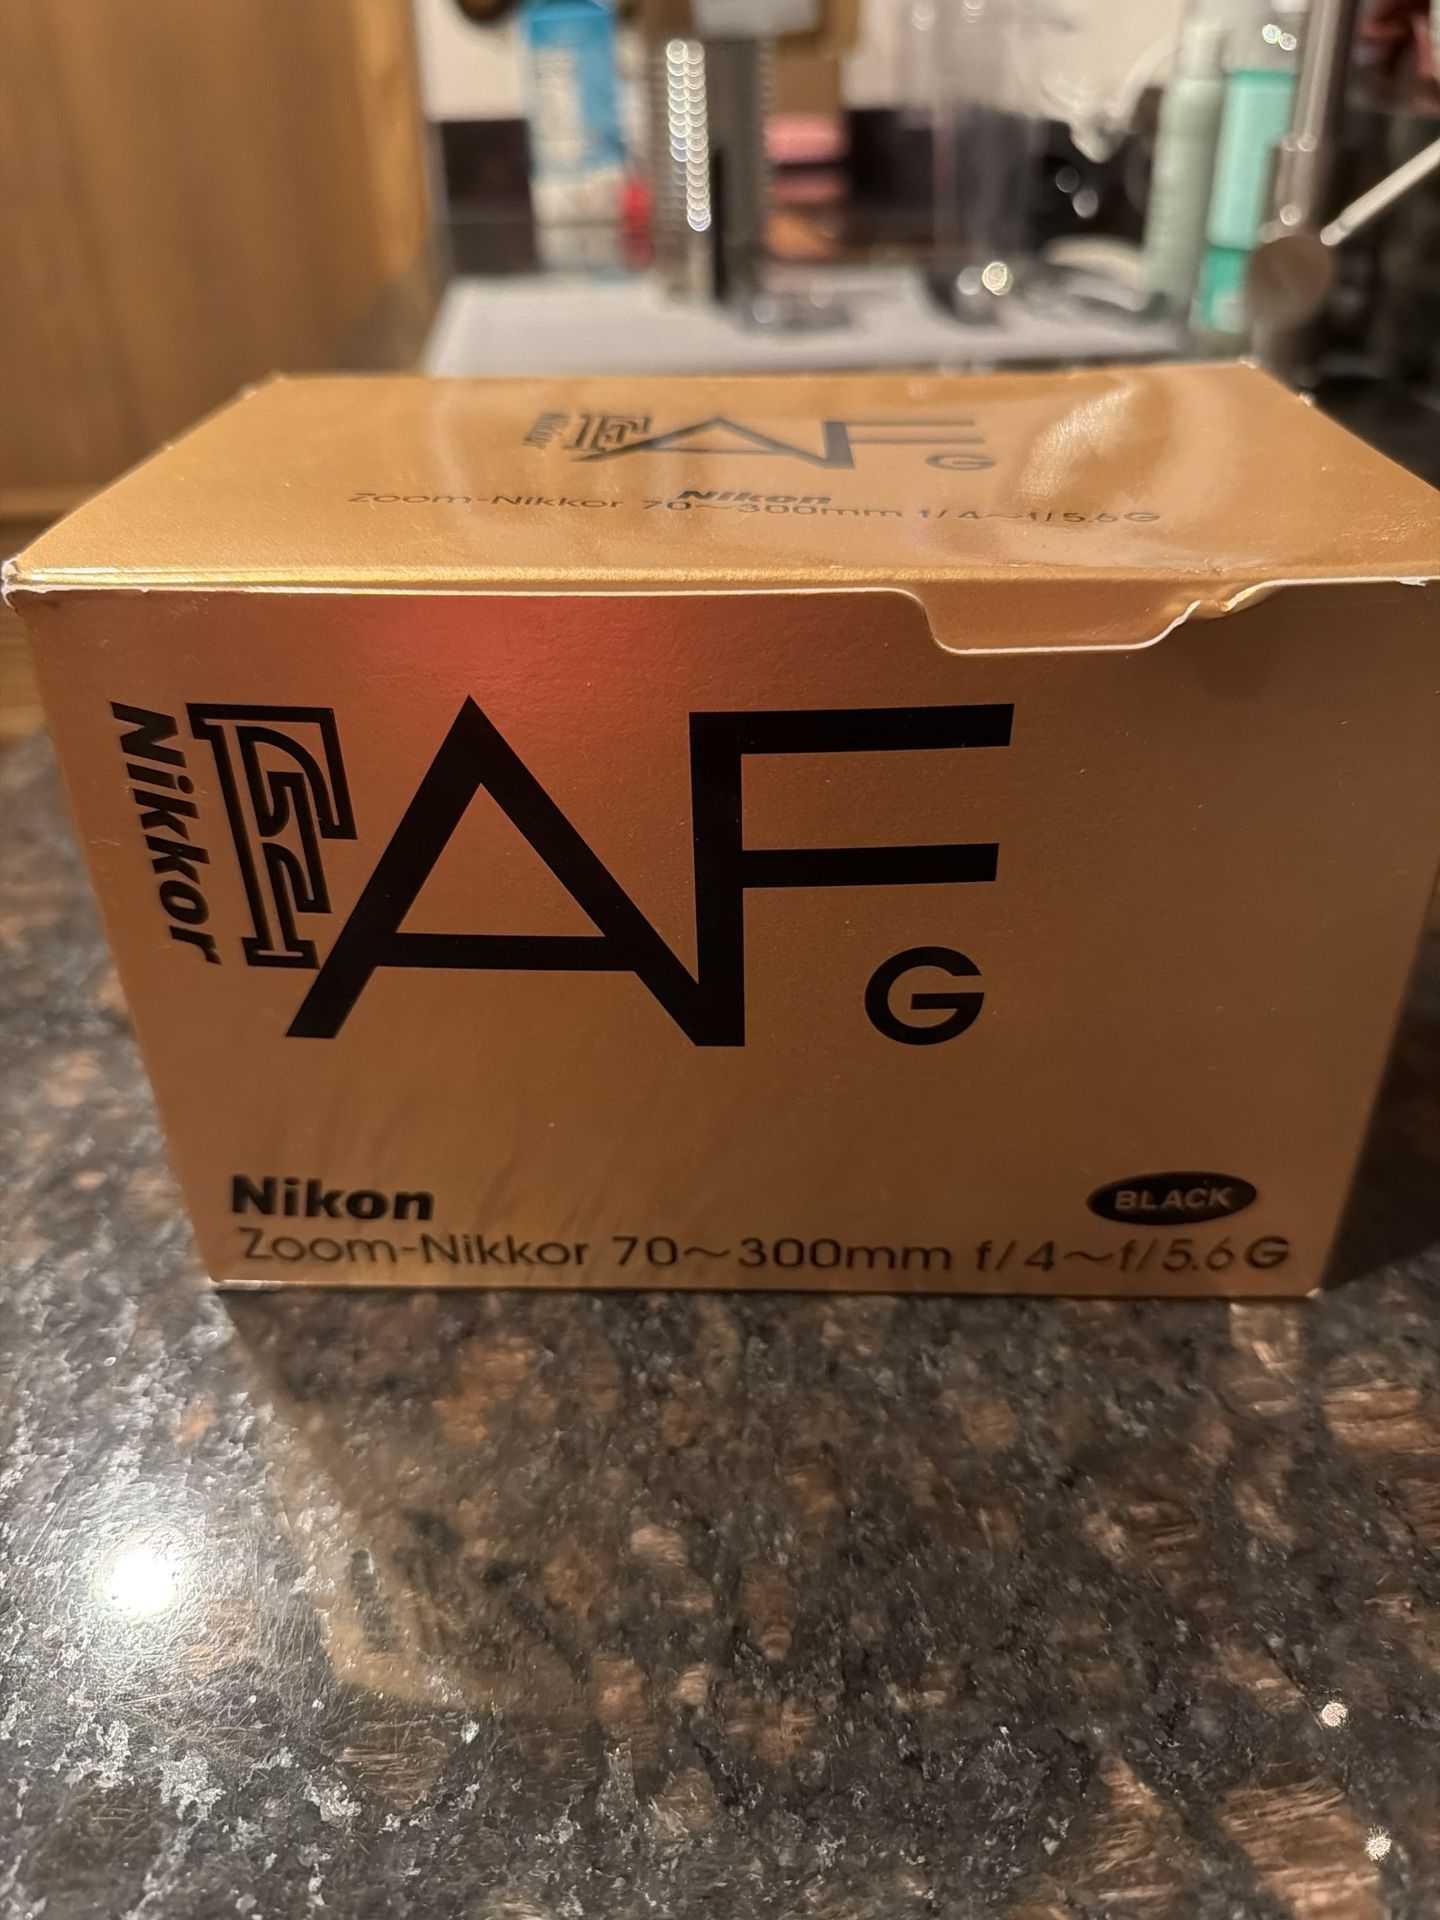 Nikkor
AF
G
Nikon
Zoom-Nikkor 70~300mm f/4~f/5.6G
Nikkor
AF
G
Nikon
BLACK
Zoom-Nikkor 70~300mm f/4~f/5.6G